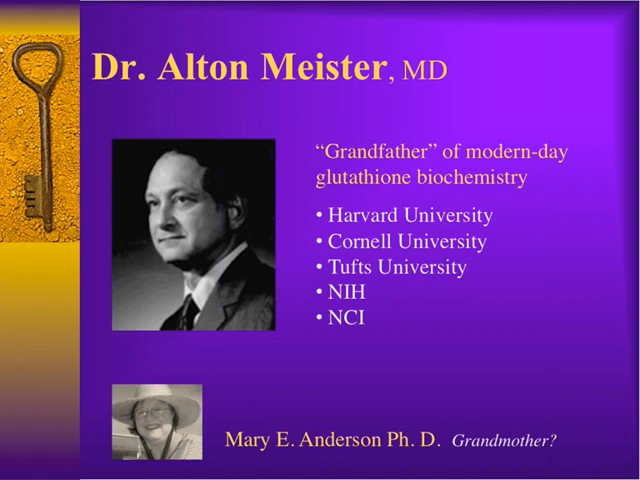 Dr. Alton Meister, MD
“Grandfather” of modern-day
glutathione biochemistry
• Harvard University
• Cornell University
• Tufts University
• NIH
• NCI
Mary E. Anderson Ph. D. Grandmother?